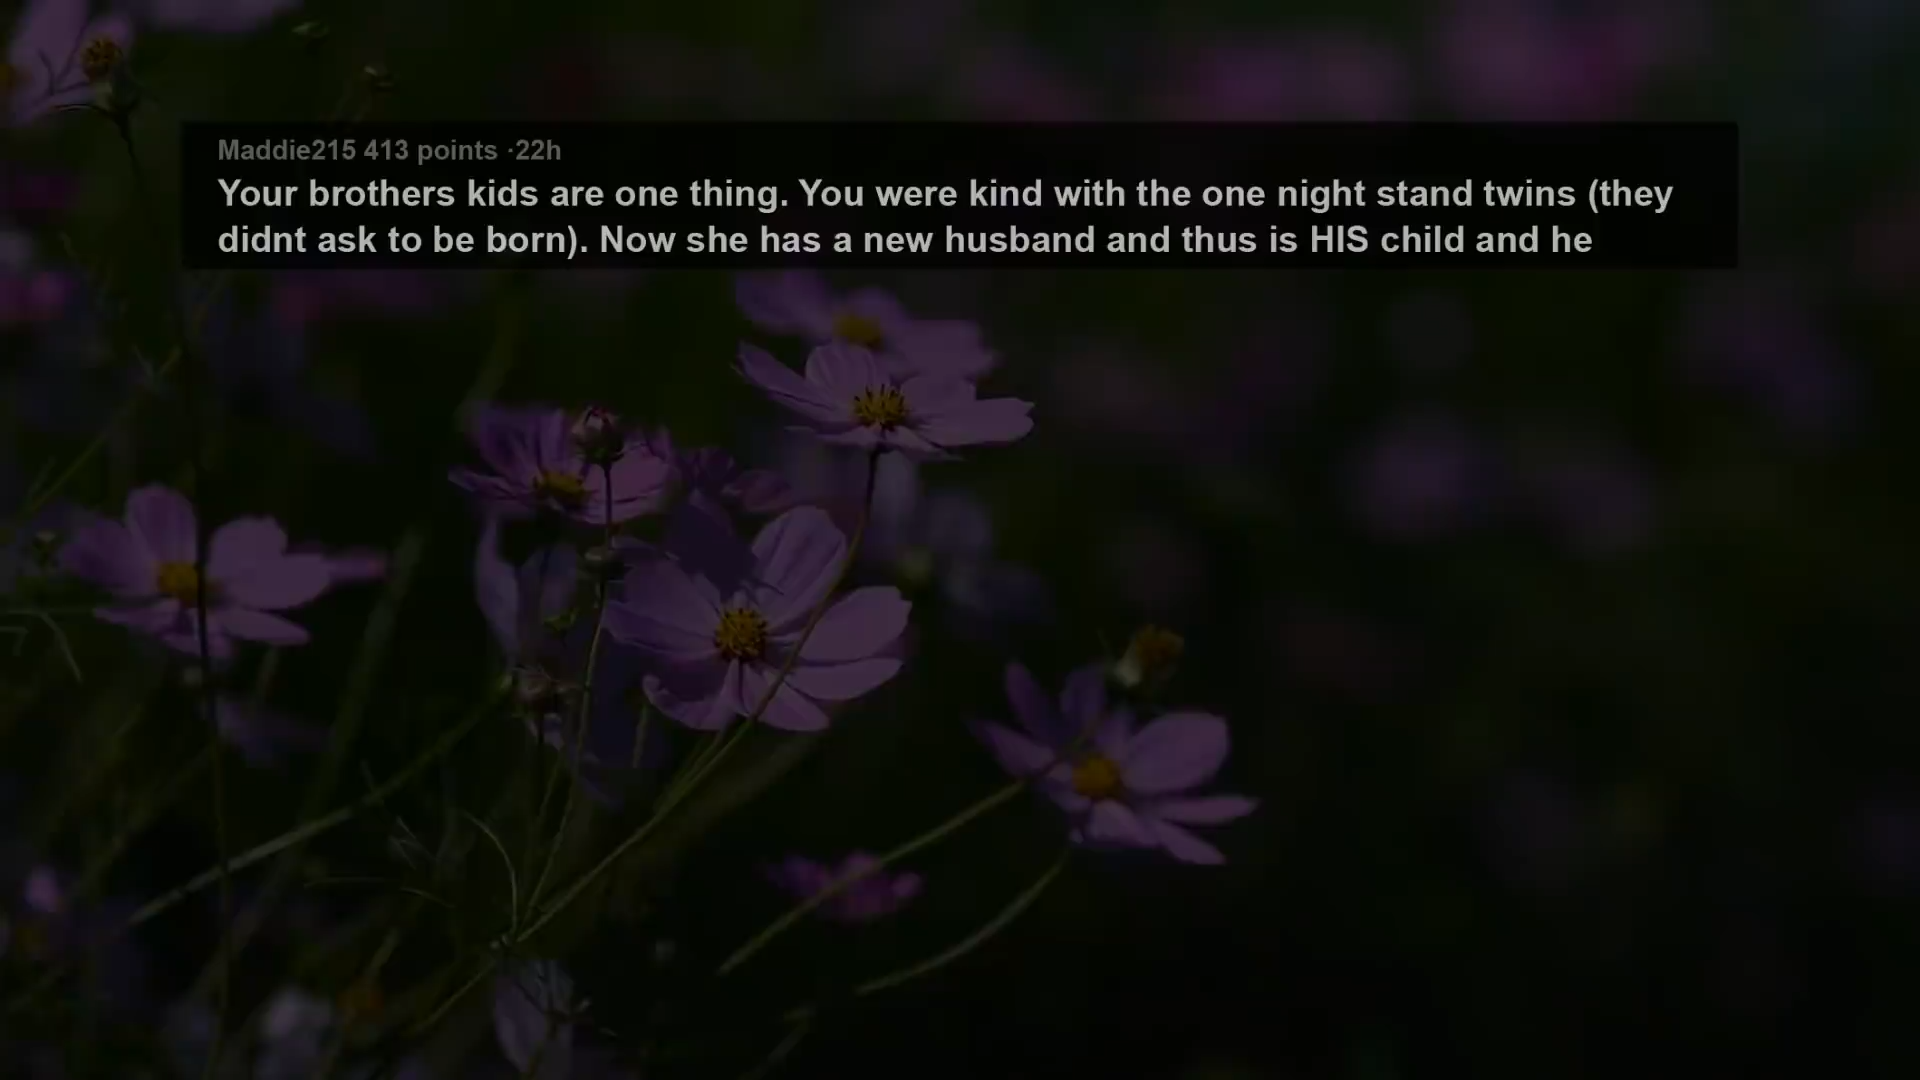 Maddie215 413 points ·22h
Your brothers kids are one thing. You were kind with the one night stand twins (they
didnt ask to be born). Now she has a new husband and thus is HIS child and he